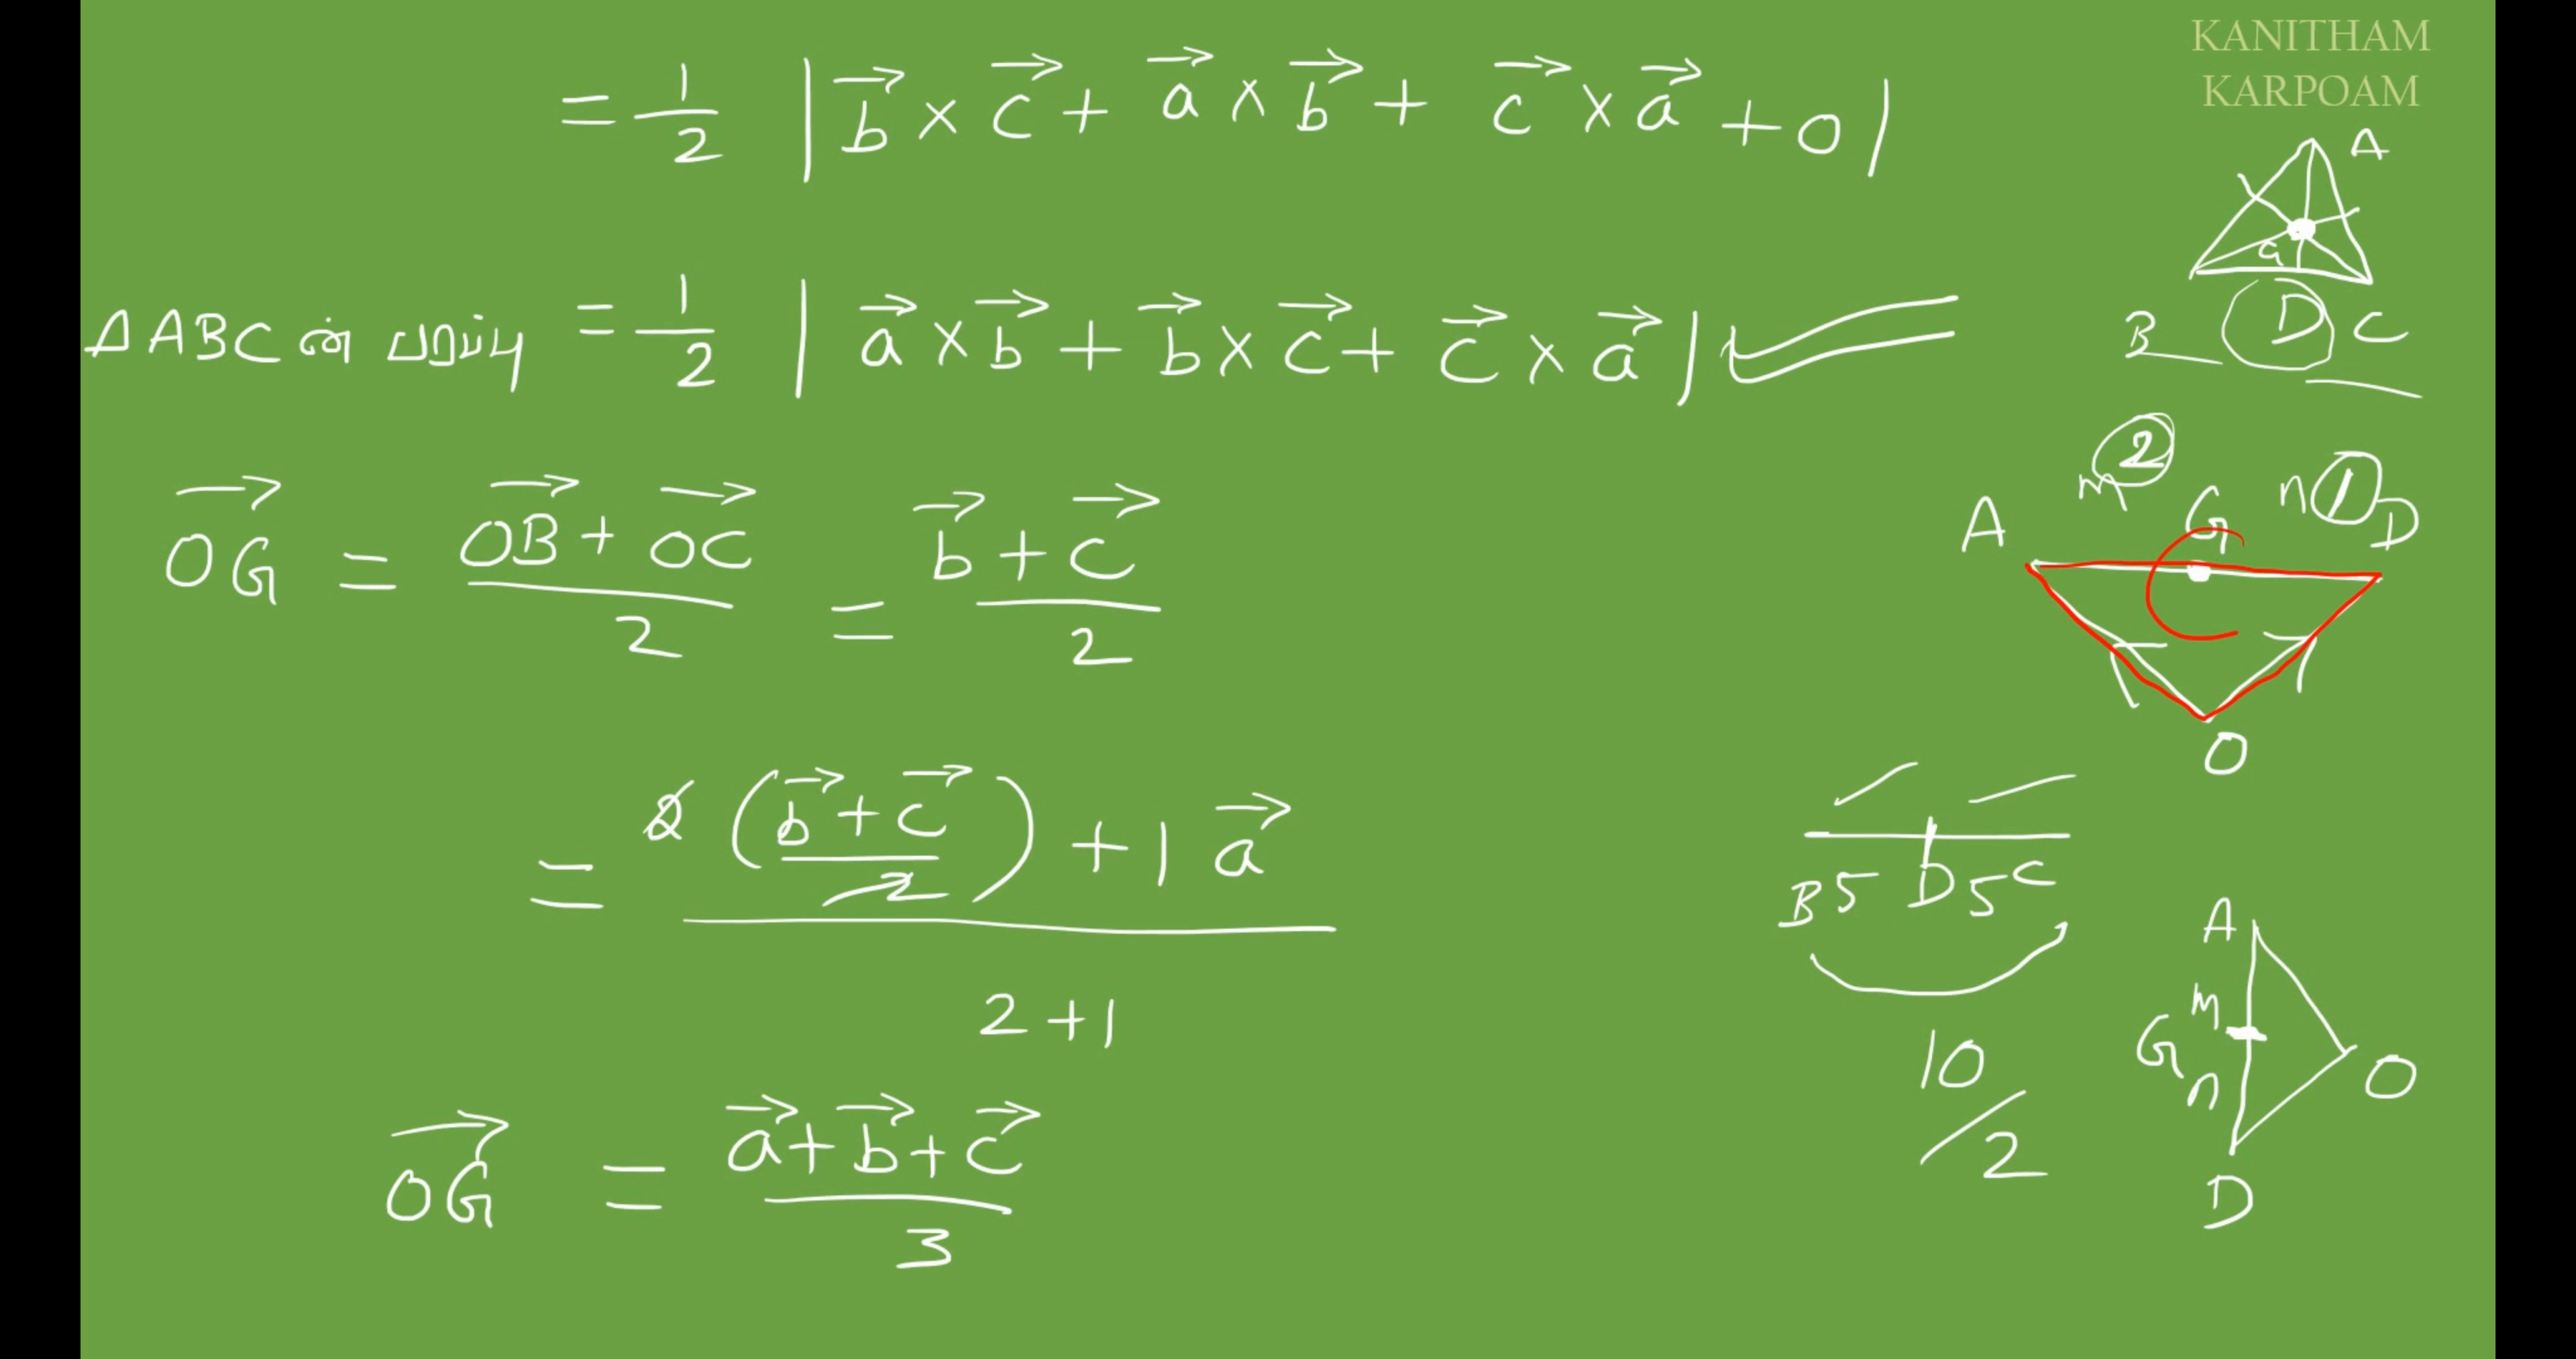 KANITHAM
KARPOAM
= 1/2 | b⃗ × c⃗ + a⃗ × b⃗ + c⃗ × a⃗ + 0 |
ΔABC ன் பரப்பு = 1/2 | a⃗ × b⃗ + b⃗ × c⃗ + c⃗ × a⃗ |
A
G
B D C
OG⃗ = (OB⃗ + OC⃗)/2 = (b⃗ + c⃗)/2
m 2 n 1
A G D
O
= (2 ((b⃗ + c⃗)/2) + 1 a⃗)/(2 + 1)
B 5 D 5 C
10/2
A
m
G
n
O
D
OG⃗ = (a⃗ + b⃗ + c⃗)/3